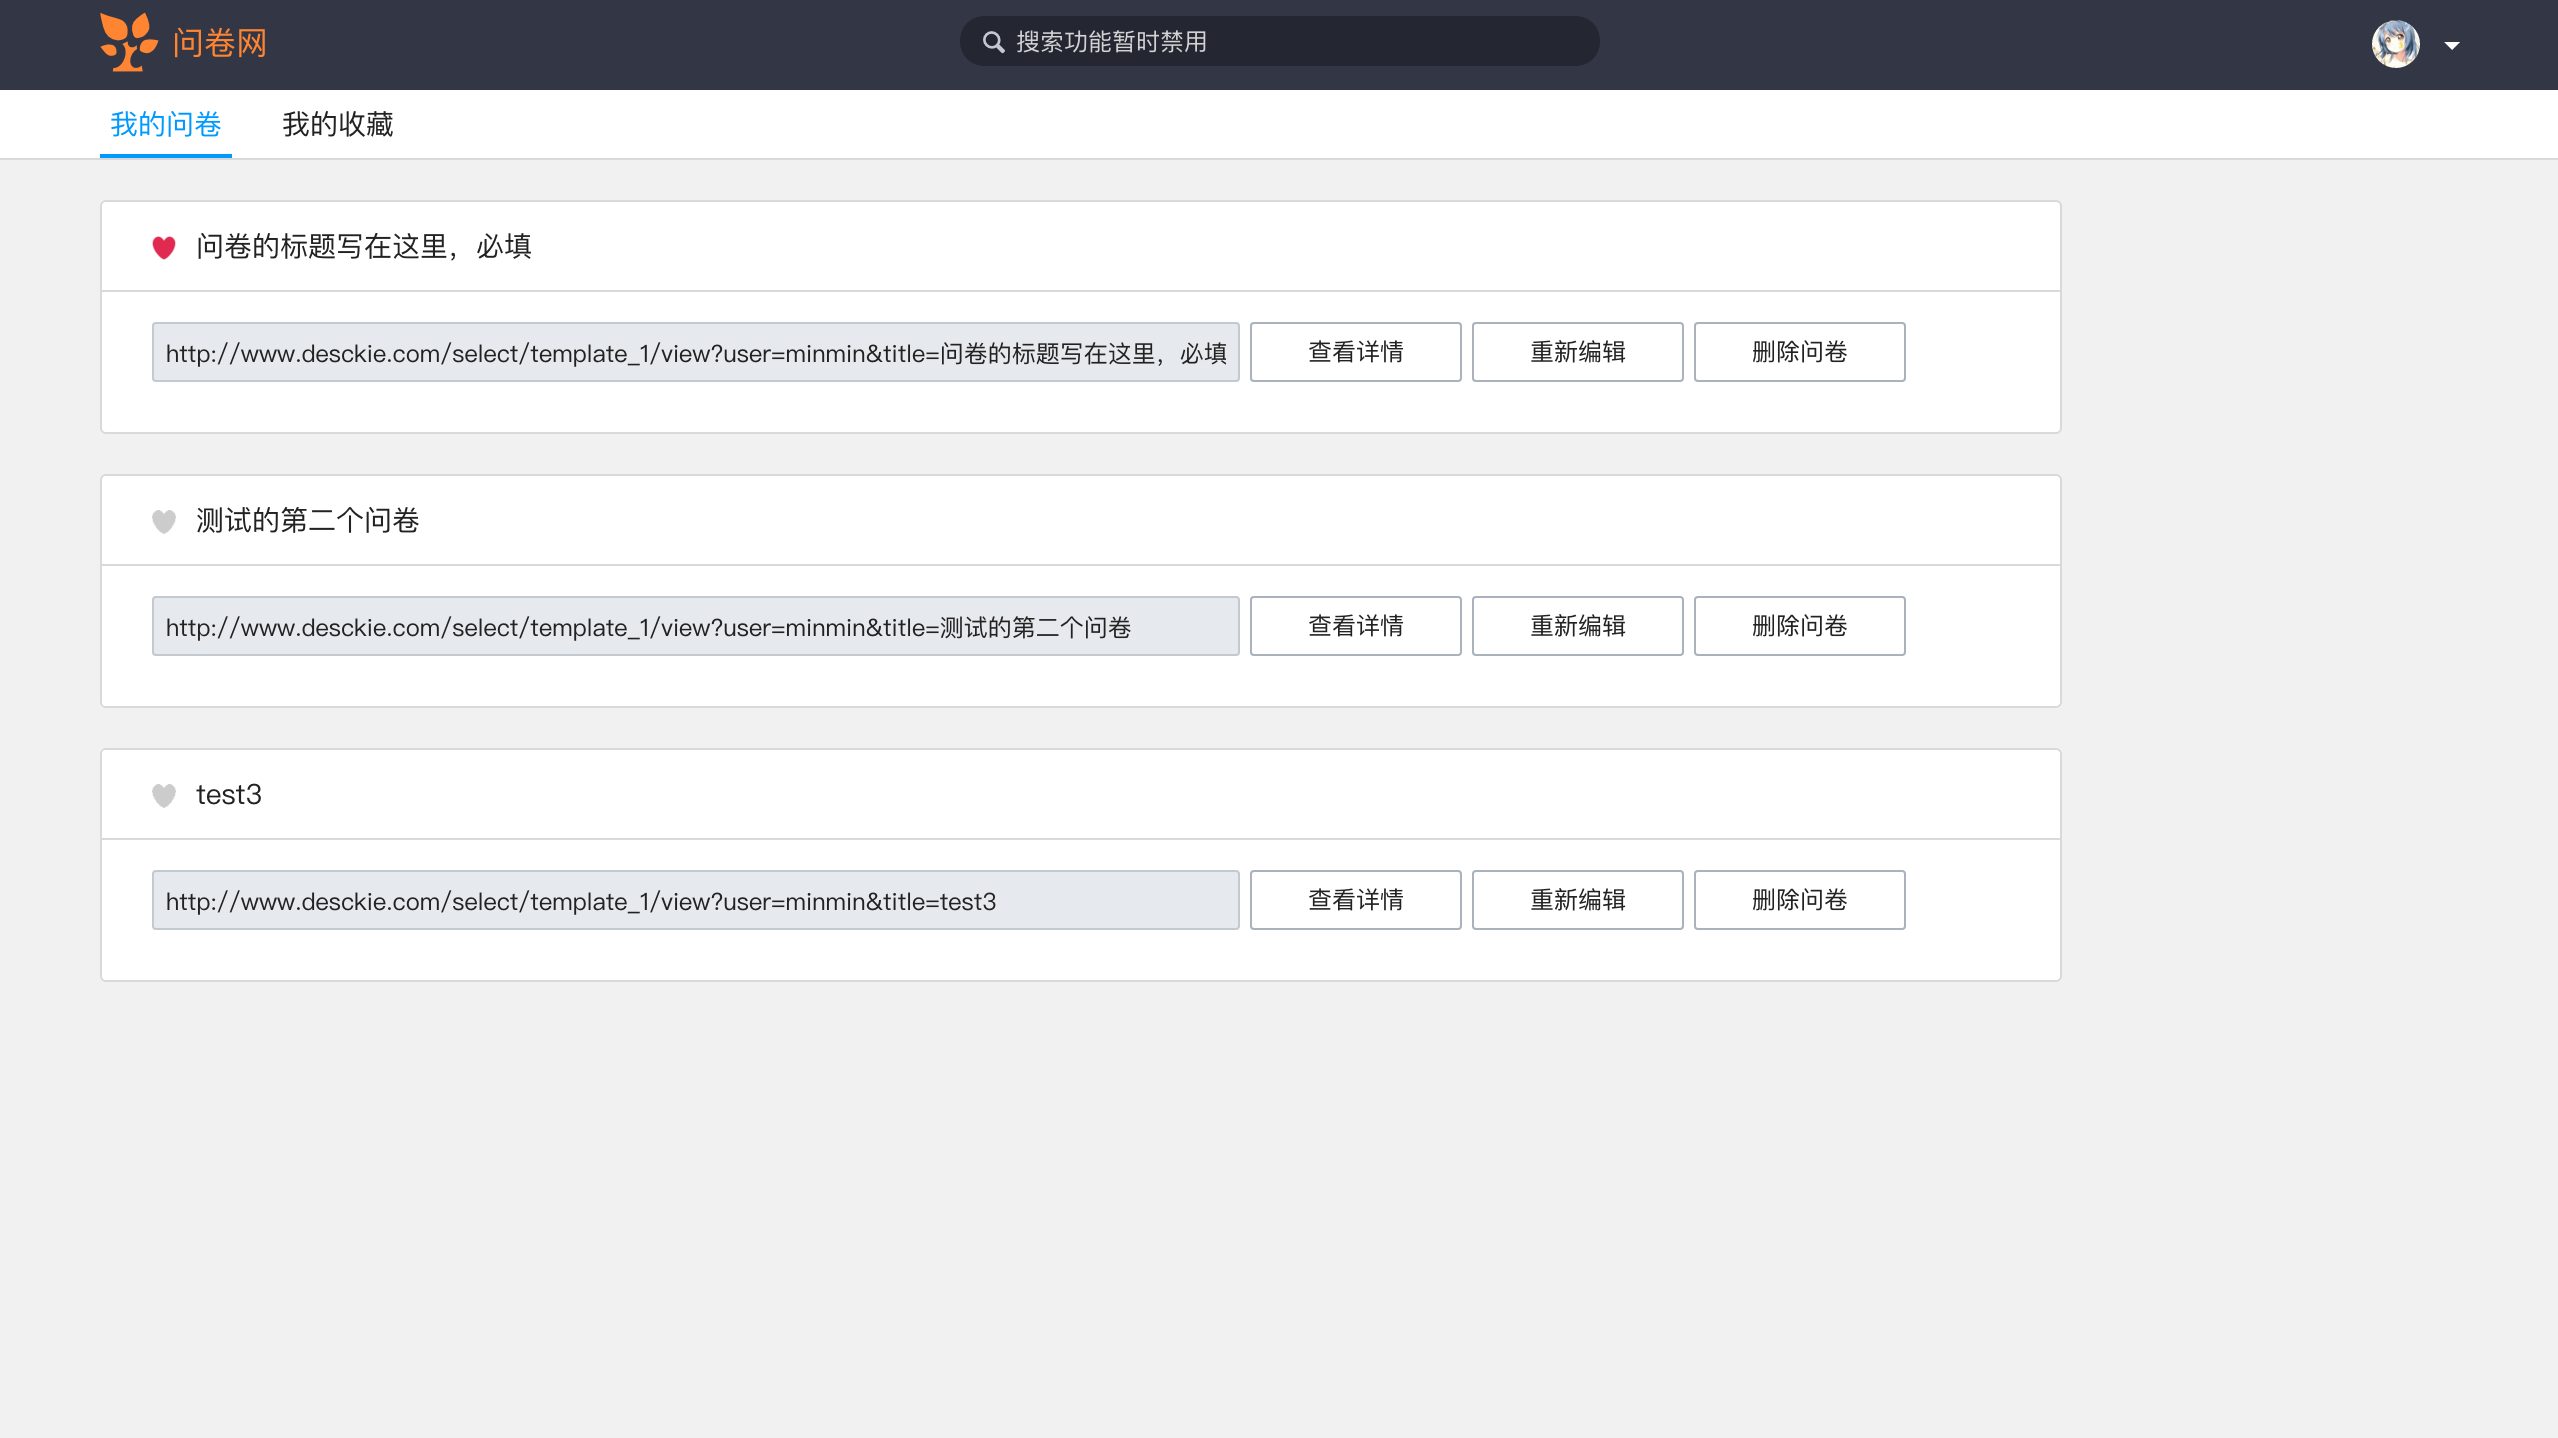 问卷网
搜索功能暂时禁用
我的问卷 我的收藏
问卷的标题写在这里，必填
http://www.desckie.com/select/template_1/view?user=minmin&title=问卷的标题写在这里，必填 查看详情 重新编辑 删除问卷
测试的第二个问卷
http://www.desckie.com/select/template_1/view?user=minmin&title=测试的第二个问卷 查看详情 重新编辑 删除问卷
test3
http://www.desckie.com/select/template_1/view?user=minmin&title=test3 查看详情 重新编辑 删除问卷